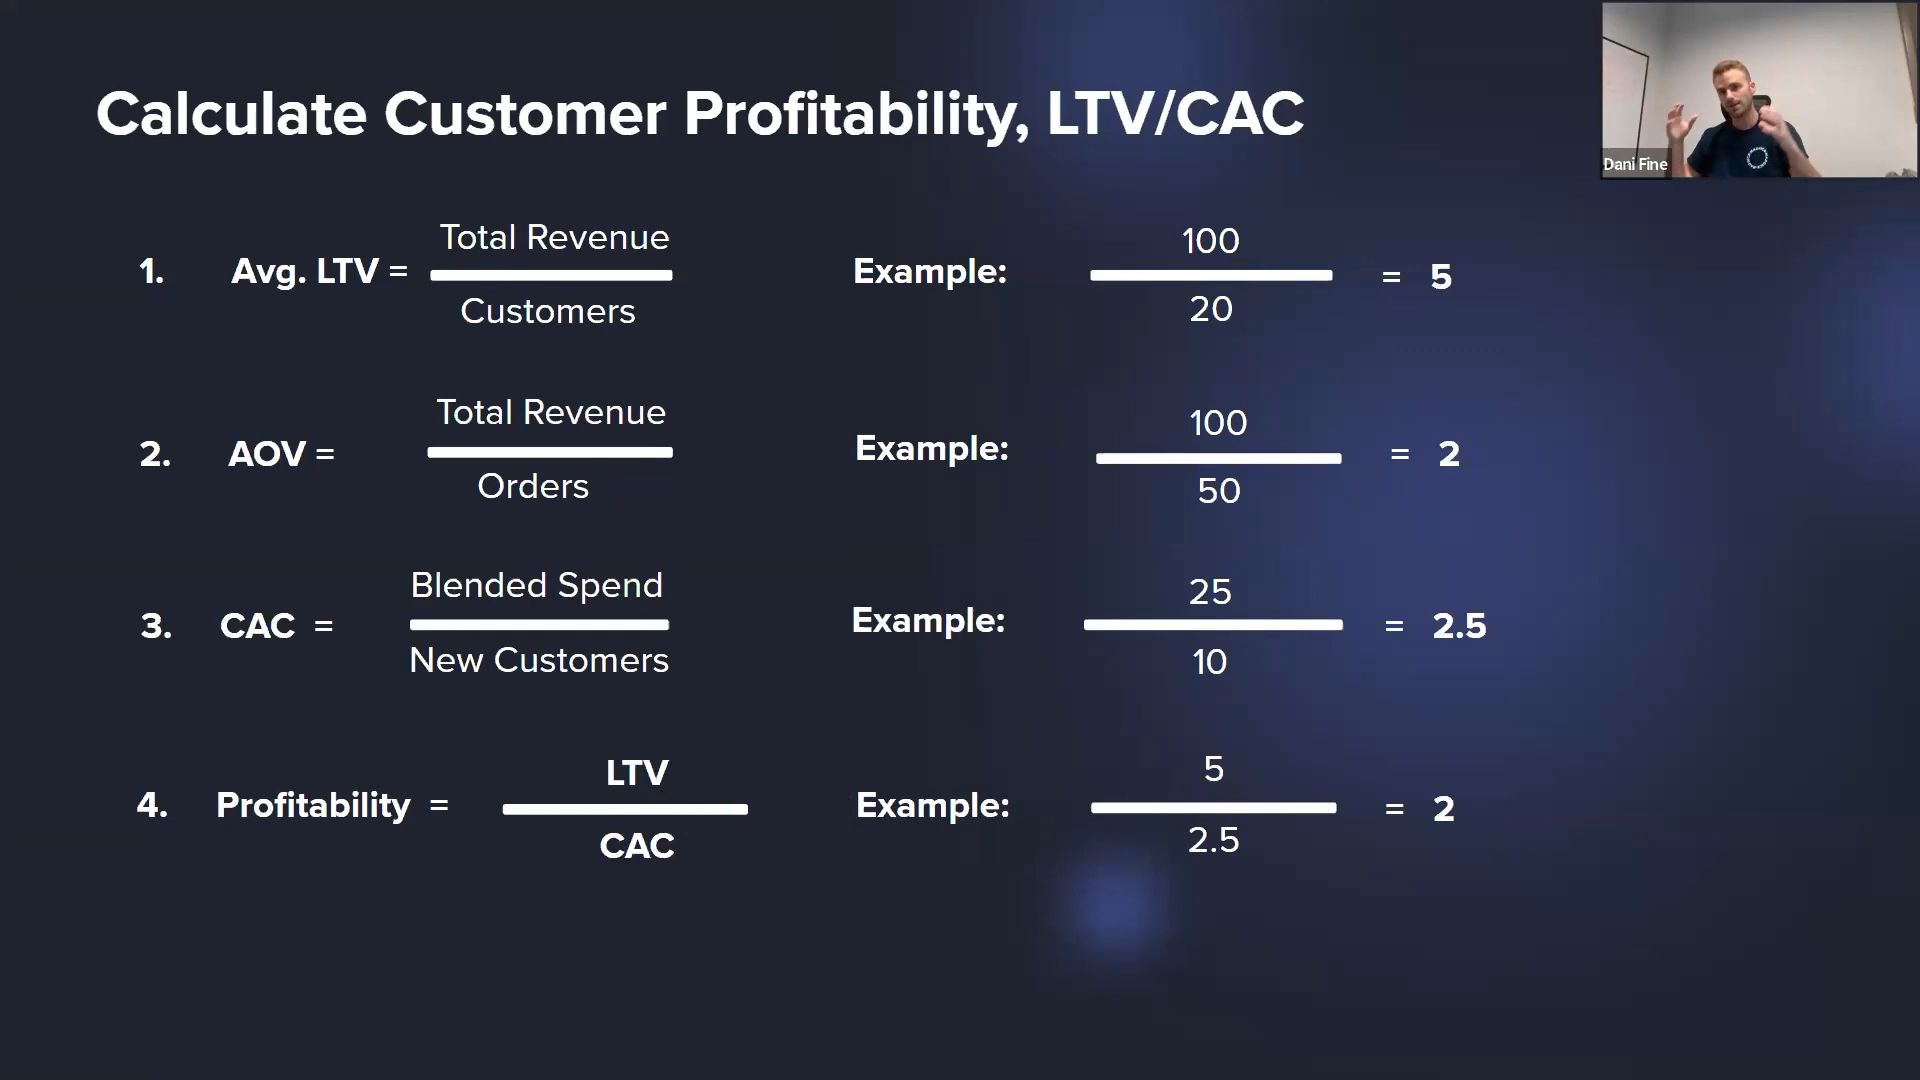 Calculate Customer Profitability, LTV/CAC
Dani Fine
1. Avg. LTV = Total Revenue
Customers
Example: 100
20
= 5
2. AOV = Total Revenue
Orders
Example: 100
50
= 2
3. CAC = Blended Spend
New Customers
Example: 25
10
= 2.5
4. Profitability = LTV
CAC
Example: 5
2.5
= 2